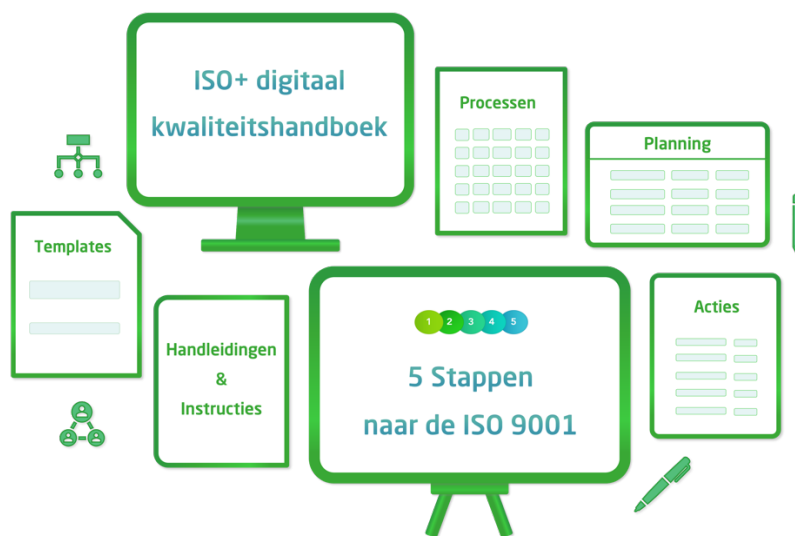 ISO+ digitaal
kwaliteitshandboek
Processen
Planning
Templates
Handleidingen
&
Instructies
1 2 3 4 5
5 Stappen
naar de ISO 9001
Acties